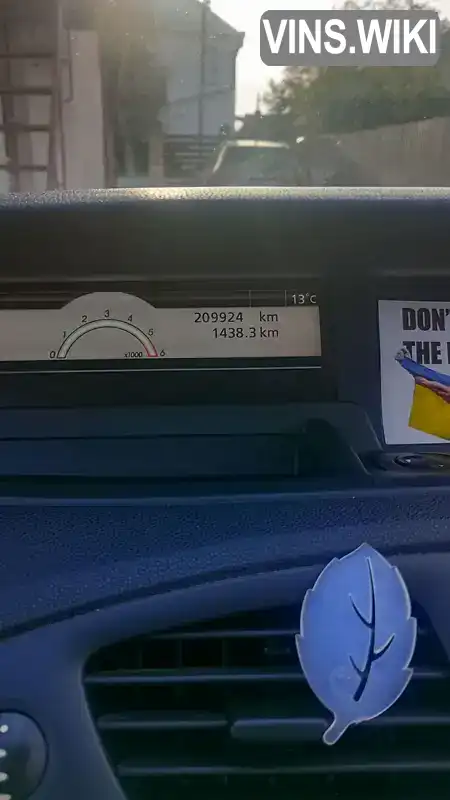 VINS.WIKI
13°C
209924 km
1438.3 km
0 1 2 3 4 5 6
x1000
DON'
THE